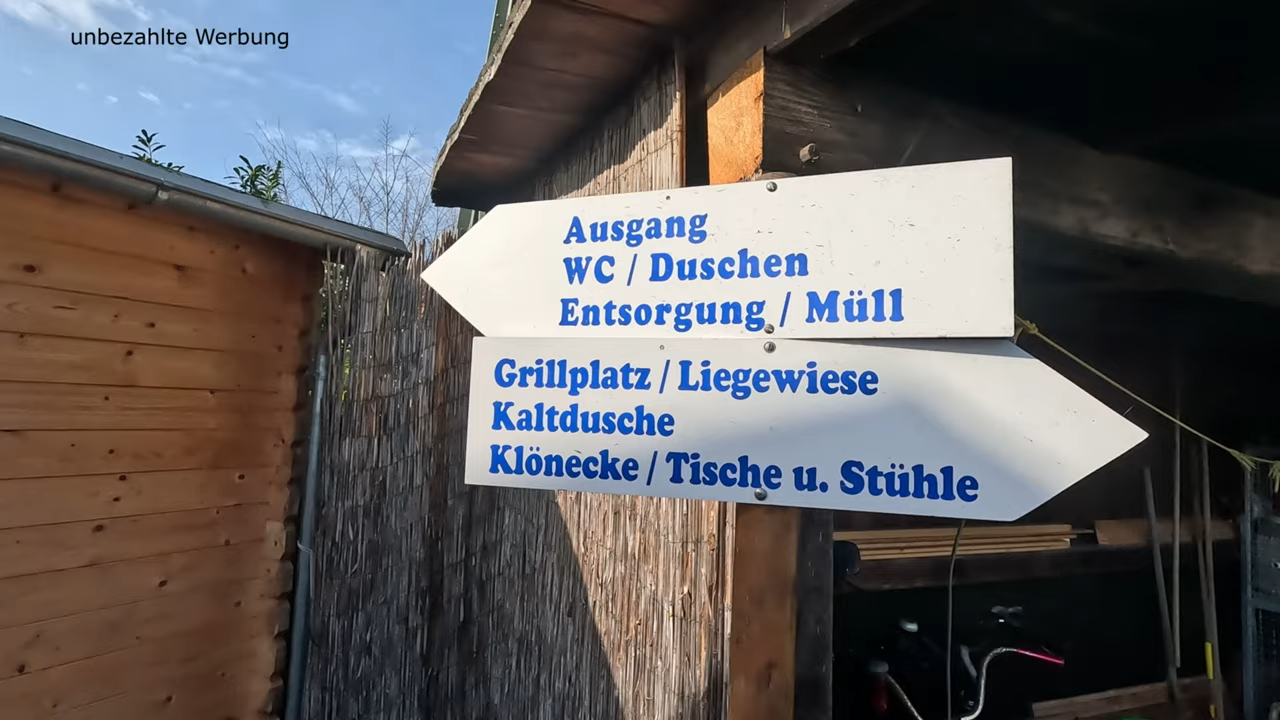 unbezahlte Werbung
Ausgang
WC / Duschen
Entsorgung / Müll
Grillplatz / Liegewiese
Kaltdusche
Klönecke / Tische u. Stühle